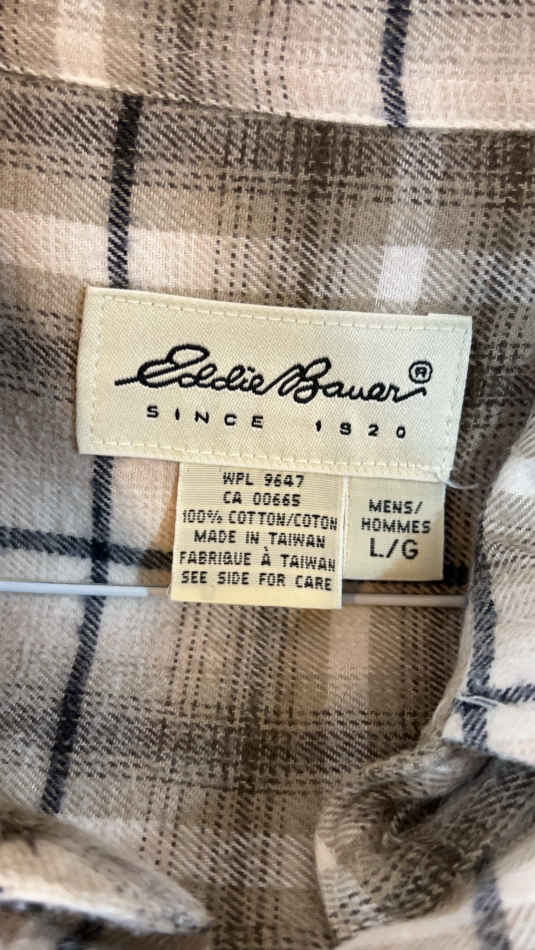 Eddie Bauer®
SINCE 1920
WPL 9647
CA 00665
100% COTTON/COTON
MADE IN TAIWAN
FABRIQUE À TAIWAN
SEE SIDE FOR CARE
MENS/
HOMMES
L/G